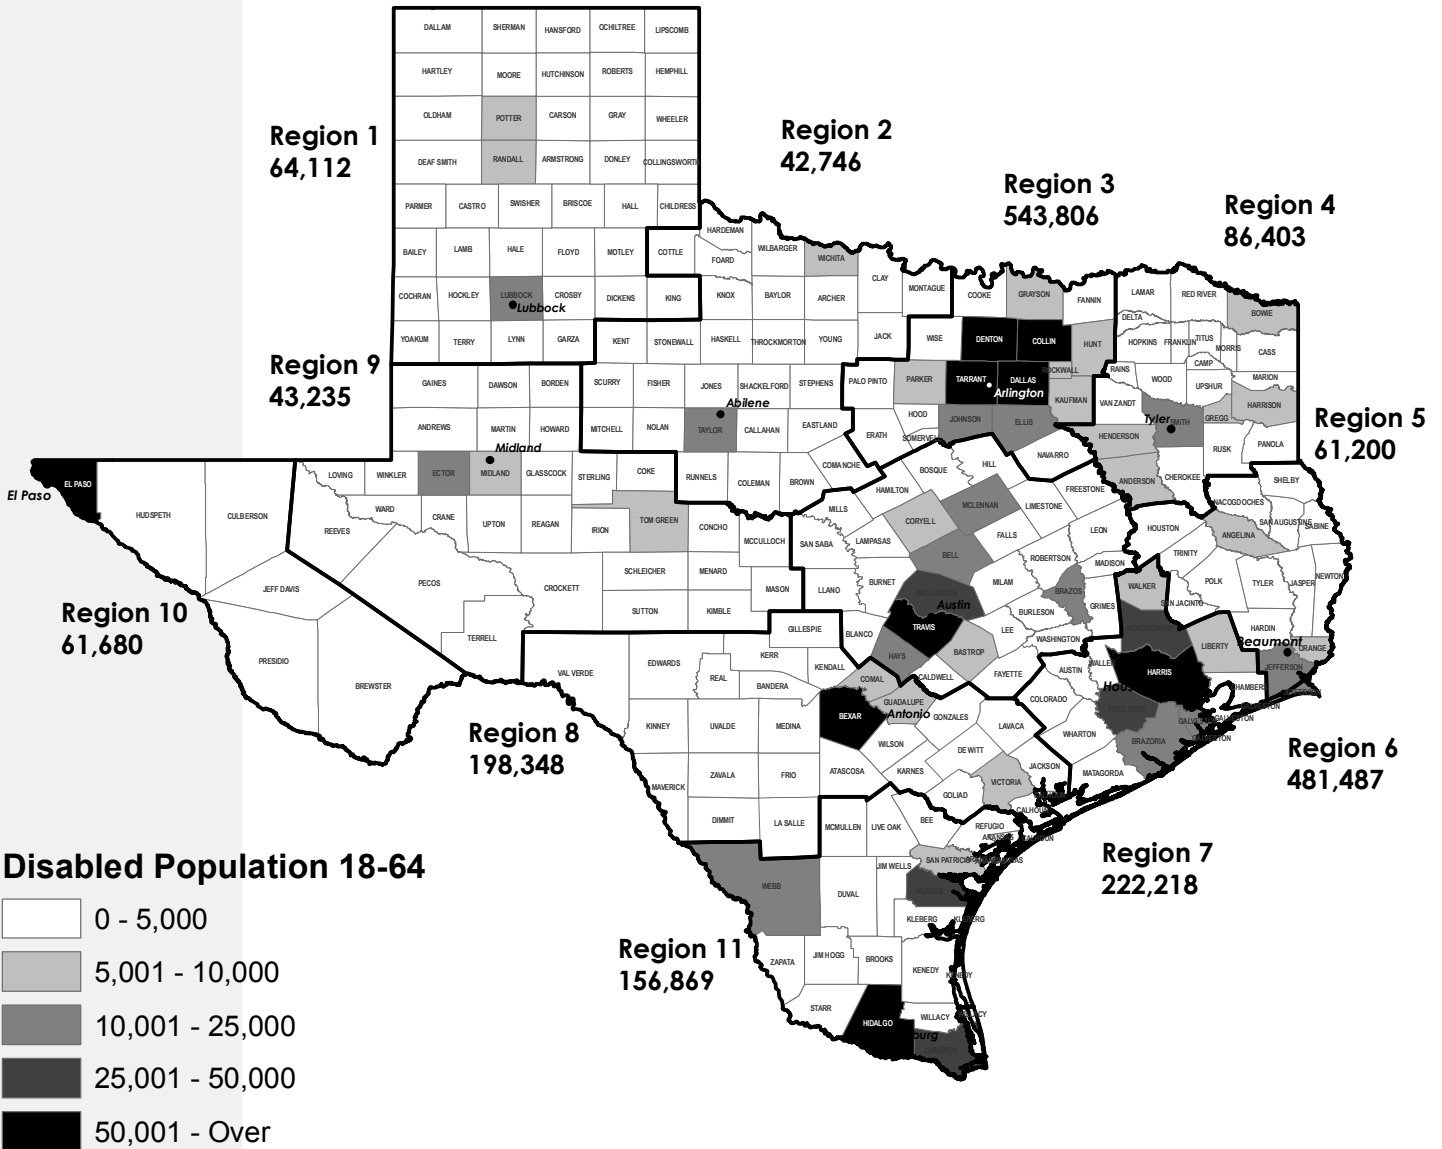 DALLAM SHERMAN HANSFORD OCHILTREE LIPSCOMB
HARTLEY MOORE HUTCHINSON ROBERTS HEMPHILL
OLDHAM POTTER CARSON GRAY WHEELER
Region 1
64,112
DEAF SMITH RANDALL ARMSTRONG DONLEY COLLINGSWORTH
PARMER CASTRO SWISHER BRISCOE HALL CHILDRESS
Region 2
42,746
Region 3
543,806
Region 4
86,403
BAILEY LAMB HALE FLOYD MOTLEY COTTLE
HARDEMAN FOARD WILBARGER WICHITA CLAY MONTAGUE COOKE GRAYSON FANNIN LAMAR RED RIVER BOWIE
COCHRAN HOCKLEY LUBBOCK CROSBY DICKENS KING KNOX BAYLOR ARCHER
Lubbock
YOAKUM TERRY LYNN GARZA KENT STONEWALL HASKELL THROCKMORTON YOUNG JACK WISE DENTON COLLIN HUNT
DELTA HOPKINS FRANKLIN TITUS MORRIS CASS
Region 9
43,235
GAINES DAWSON BORDEN SCURRY FISHER JONES SHACKELFORD STEPHENS PALO PINTO PARKER TARRANT DALLAS ROCKWALL
Arlington
KAUFMAN RAINS WOOD CAMP UPSHUR MARION HARRISON
Abilene
VAN ZANDT Tyler SMITH GREGG
ANDREWS MARTIN HOWARD MITCHELL NOLAN TAYLOR CALLAHAN EASTLAND ERATH HOOD SOMERVELL JOHNSON ELLIS NAVARRO HENDERSON RUSK PANOLA
Region 5
61,200
Midland
LOVING WINKLER ECTOR MIDLAND GLASSCOCK STERLING COKE RUNNELS COLEMAN BROWN COMANCHE
HAMILTON BOSQUE HILL FREESTONE ANDERSON CHEROKEE SHELBY
El Paso
EL PASO HUDSPETH CULBERSON REEVES WARD CRANE UPTON REAGAN IRION TOM GREEN CONCHO MCCULLOCH SAN SABA MILLS
LAMPASAS CORYELL MCLENNAN LIMESTONE FALLS BELL LEON HOUSTON NACOGDOCHES SAN AUGUSTINE SABINE ANGELINA
JEFF DAVIS PECOS CROCKETT SCHLEICHER MENARD MASON LLANO BURNET MILAM ROBERTSON MADISON TRINITY POLK TYLER JASPER NEWTON
Region 10
61,680
TERRELL SUTTON KIMBLE
Austin
TRAVIS BURLESON BRAZOS GRIMES WALKER SAN JACINTO HARDIN
PRESIDIO BREWSTER VAL VERDE EDWARDS KERR GILLESPIE BLANCO LEE WASHINGTON
Beaumont
ORANGE JEFFERSON LIBERTY
REAL BANDERA KENDALL HAYS BASTROP CALDWELL FAYETTE AUSTIN WALLER HARRIS
COMAL GUADALUPE
Antonio
BEXAR GONZALES LAVACA COLORADO FORT BEND
KINNEY UVALDE MEDINA WILSON DE WITT WHARTON BRAZORIA GALVESTON
Region 8
198,348
Region 6
481,487
MAVERICK ZAVALA FRIO ATASCOSA KARNES VICTORIA JACKSON MATAGORDA
DIMMIT LA SALLE MCMULLEN LIVE OAK BEE GOLIAD REFUGIO
Region 7
222,218
WEBB DUVAL JIM WELLS SAN PATRICIO
KLEBERG KLEBERG
Region 11
156,869
ZAPATA JIM HOGG BROOKS KENEDY KENEDY
STARR HIDALGO WILLACY
Disabled Population 18-64
0 - 5,000
5,001 - 10,000
10,001 - 25,000
25,001 - 50,000
50,001 - Over